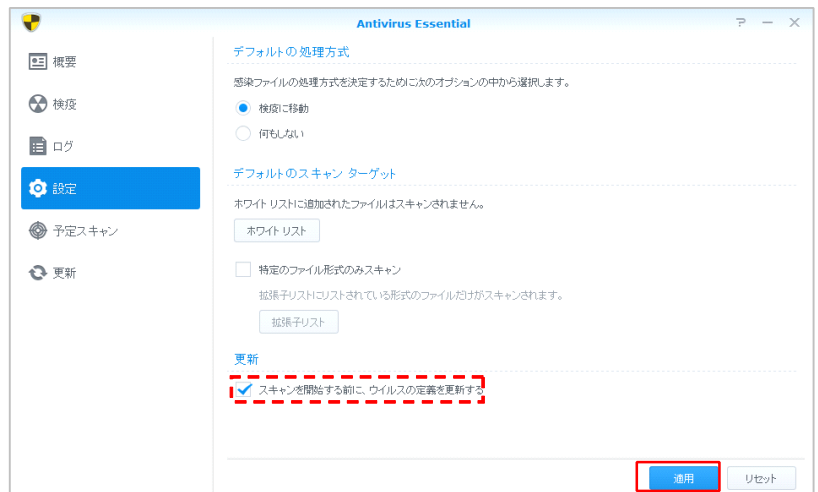 Antivirus Essential
概要
検疫
ログ
設定
予定スキャン
更新
デフォルトの処理方式
感染ファイルの処理方式を決定するために次のオプションの中から選択します。
検疫に移動
何もしない
デフォルトのスキャン ターゲット
ホワイト リストに追加されたファイルはスキャンされません。
ホワイト リスト
特定のファイル形式のみスキャン
拡張子リストにリストされている形式のファイルだけがスキャンされます。
拡張子リスト
更新
スキャンを開始する前に、ウイルスの定義を更新する
適用
リセット